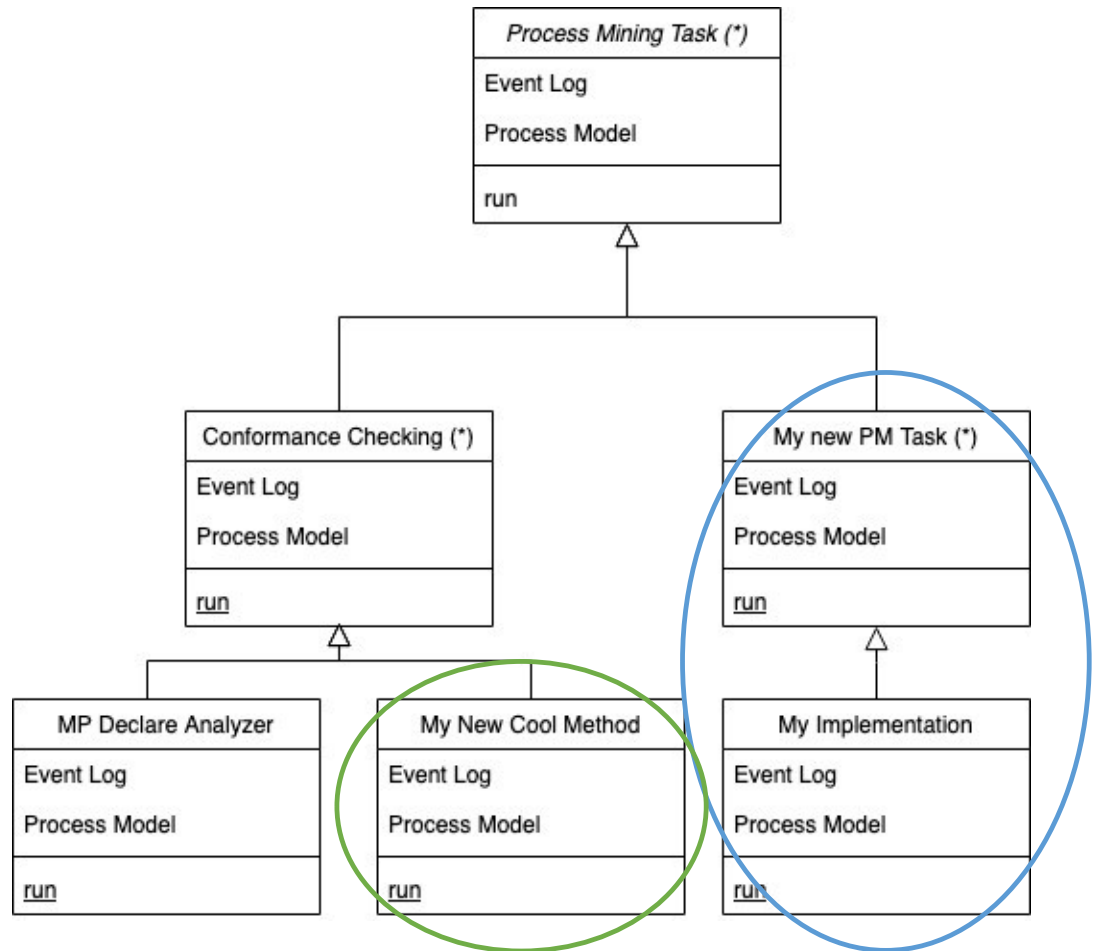 Process Mining Task (*)
Event Log
Process Model
run
Conformance Checking (*)
Event Log
Process Model
run
My new PM Task (*)
Event Log
Process Model
run
MP Declare Analyzer
Event Log
Process Model
run
My New Cool Method
Event Log
Process Model
run
My Implementation
Event Log
Process Model
run